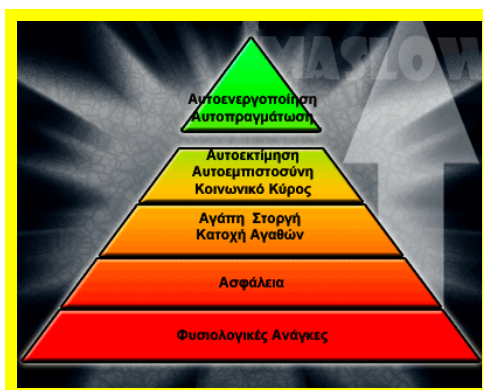 MASLOW
Αυτοενεργοποίηση
Αυτοπραγμάτωση
Αυτοεκτίμηση
Αυτοεμπιστοσύνη
Κοινωνικό Κύρος
Αγάπη Στοργή
Κατοχή Αγαθών
Ασφάλεια
Φυσιολογικές Ανάγκες